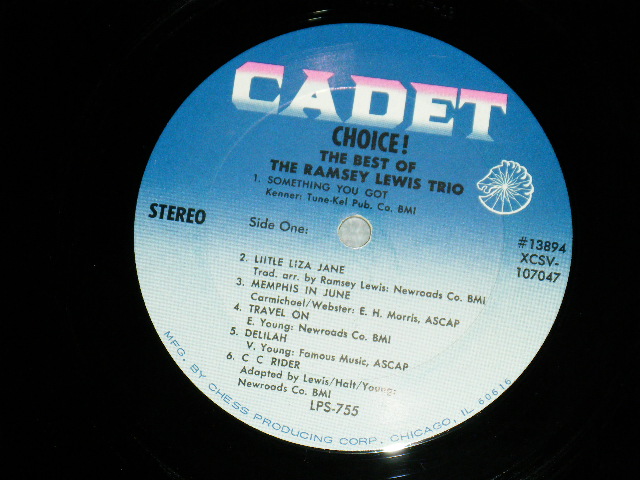 CADET
CHOICE!
THE BEST OF
THE RAMSEY LEWIS TRIO
1. SOMETHING YOU GOT
Kenner: Tune-Kel Pub. Co. BMI
STEREO
Side One:
#13894
XCSV-
107047
2. LIITLE LIZA JANE
Trad. arr. by Ramsey Lewis: Newroads Co. BMI
3. MEMPHIS IN JUNE
Carmichael/Webster: E. H. Morris, ASCAP
4. TRAVEL ON
E. Young: Newroads Co. BMI
5. DELILAH
V. Young: Famous Music, ASCAP
6. C C RIDER
Adapted by Lewis/Holt/Young:
Newroads Co. BMI
LPS-755
MFG. BY CHESS PRODUCING CORP. CHICAGO, IL 60616